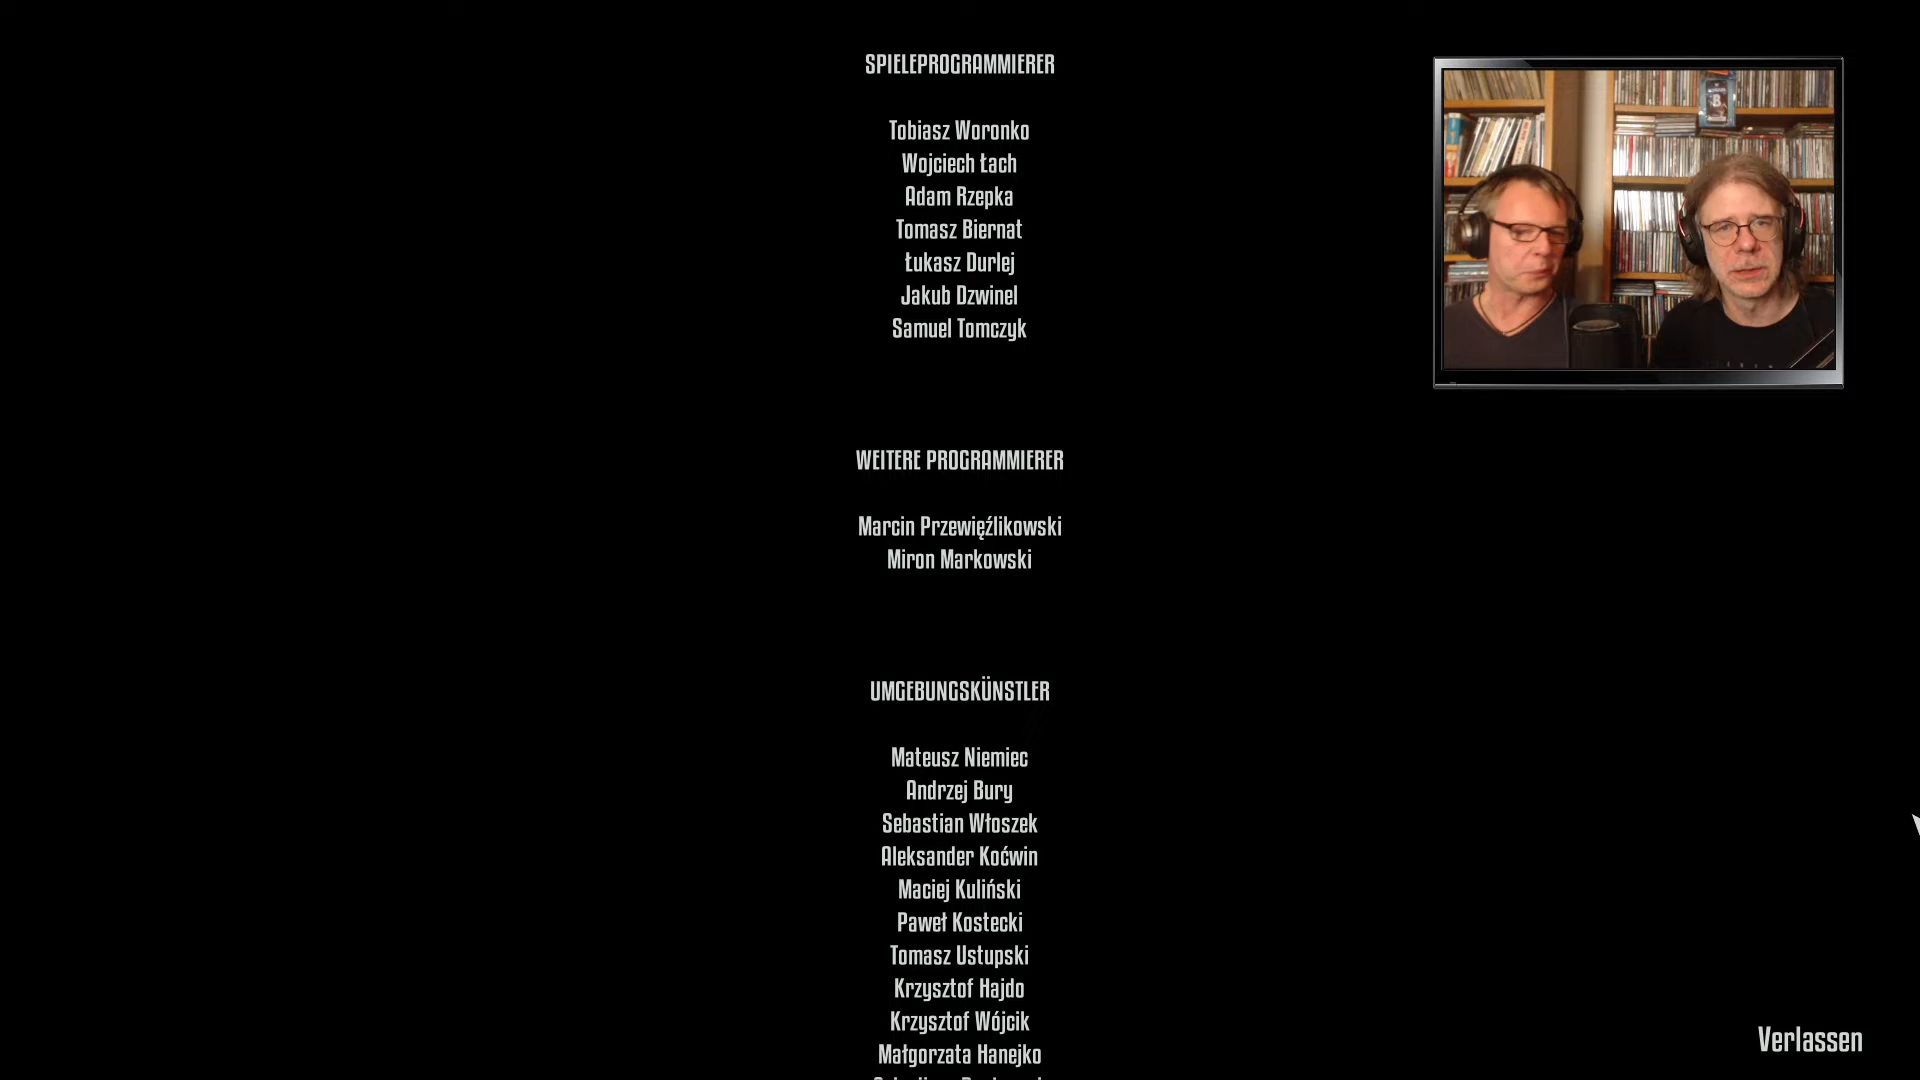 SPIELEPROGRAMMIERER
Tobiasz Woronko
Wojciech Łach
Adam Rzepka
Tomasz Biernat
Łukasz Durlej
Jakub Dzwinel
Samuel Tomczyk
WEITERE PROGRAMMIERER
Marcin Przewięźlikowski
Miron Markowski
UMGEBUNGSKÜNSTLER
Mateusz Niemiec
Andrzej Bury
Sebastian Włoszek
Aleksander Koćwin
Maciej Kuliński
Paweł Kostecki
Tomasz Ustupski
Krzysztof Hajdo
Krzysztof Wójcik
Małgorzata Hanejko
Verlassen